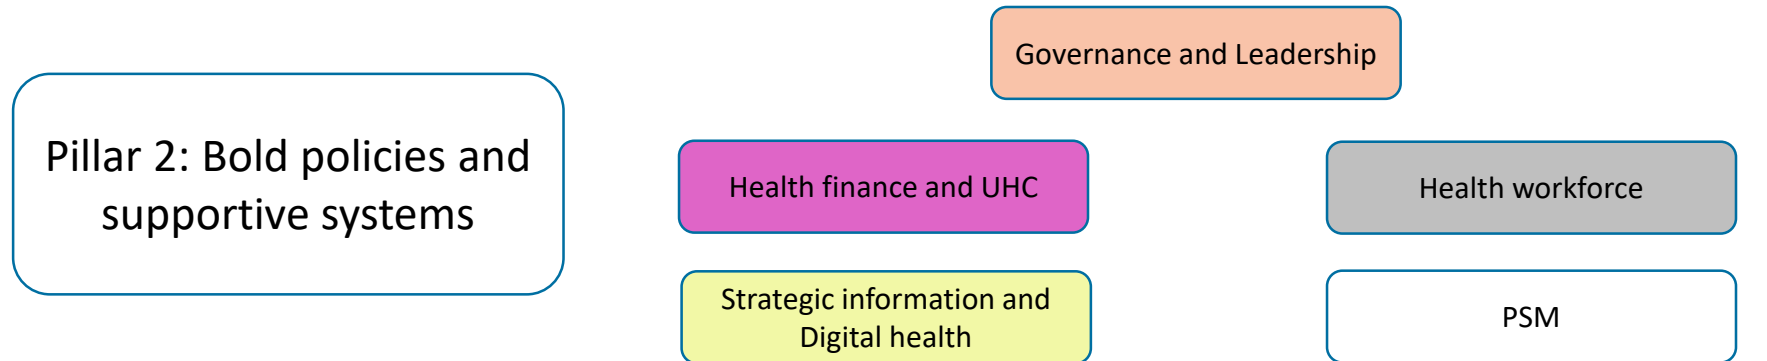 Pillar 2: Bold policies and
supportive systems
Governance and Leadership
Health finance and UHC
Health workforce
Strategic information and
Digital health
PSM